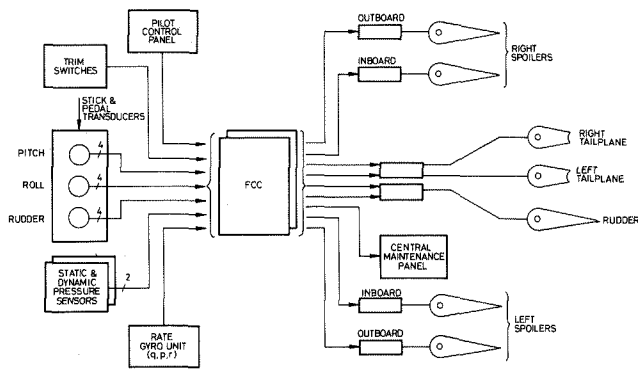 PILOT
CONTROL
PANEL
TRIM
SWITCHES
STICK &
PEDAL
TRANSDUCERS
PITCH
4
ROLL
4
RUDDER
4
STATIC &
DYNAMIC
PRESSURE
SENSORS
2
RATE
GYRO UNIT
(q,p,r)
FCC
OUTBOARD
INBOARD
RIGHT
SPOILERS
RIGHT
TAILPLANE
LEFT
TAILPLANE
RUDDER
CENTRAL
MAINTENANCE
PANEL
INBOARD
OUTBOARD
LEFT
SPOILERS